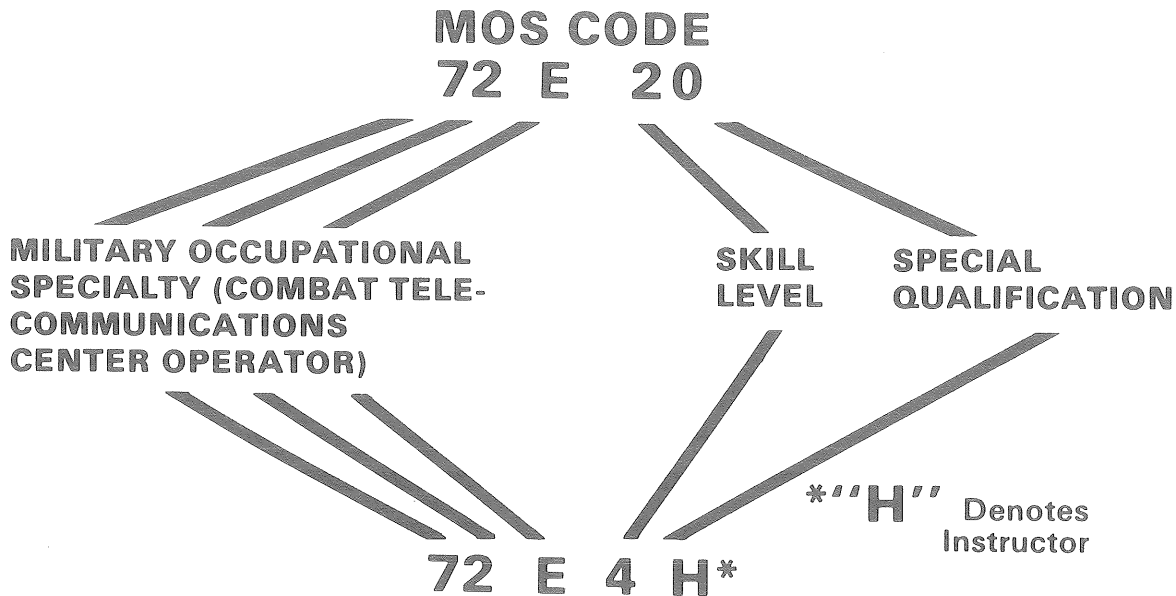 MOS CODE
72 E 20
MILITARY OCCUPATIONAL
SPECIALTY (COMBAT TELE-
COMMUNICATIONS
CENTER OPERATOR)
SKILL
LEVEL
SPECIAL
QUALIFICATION
*"H" Denotes
Instructor
72 E 4 H*